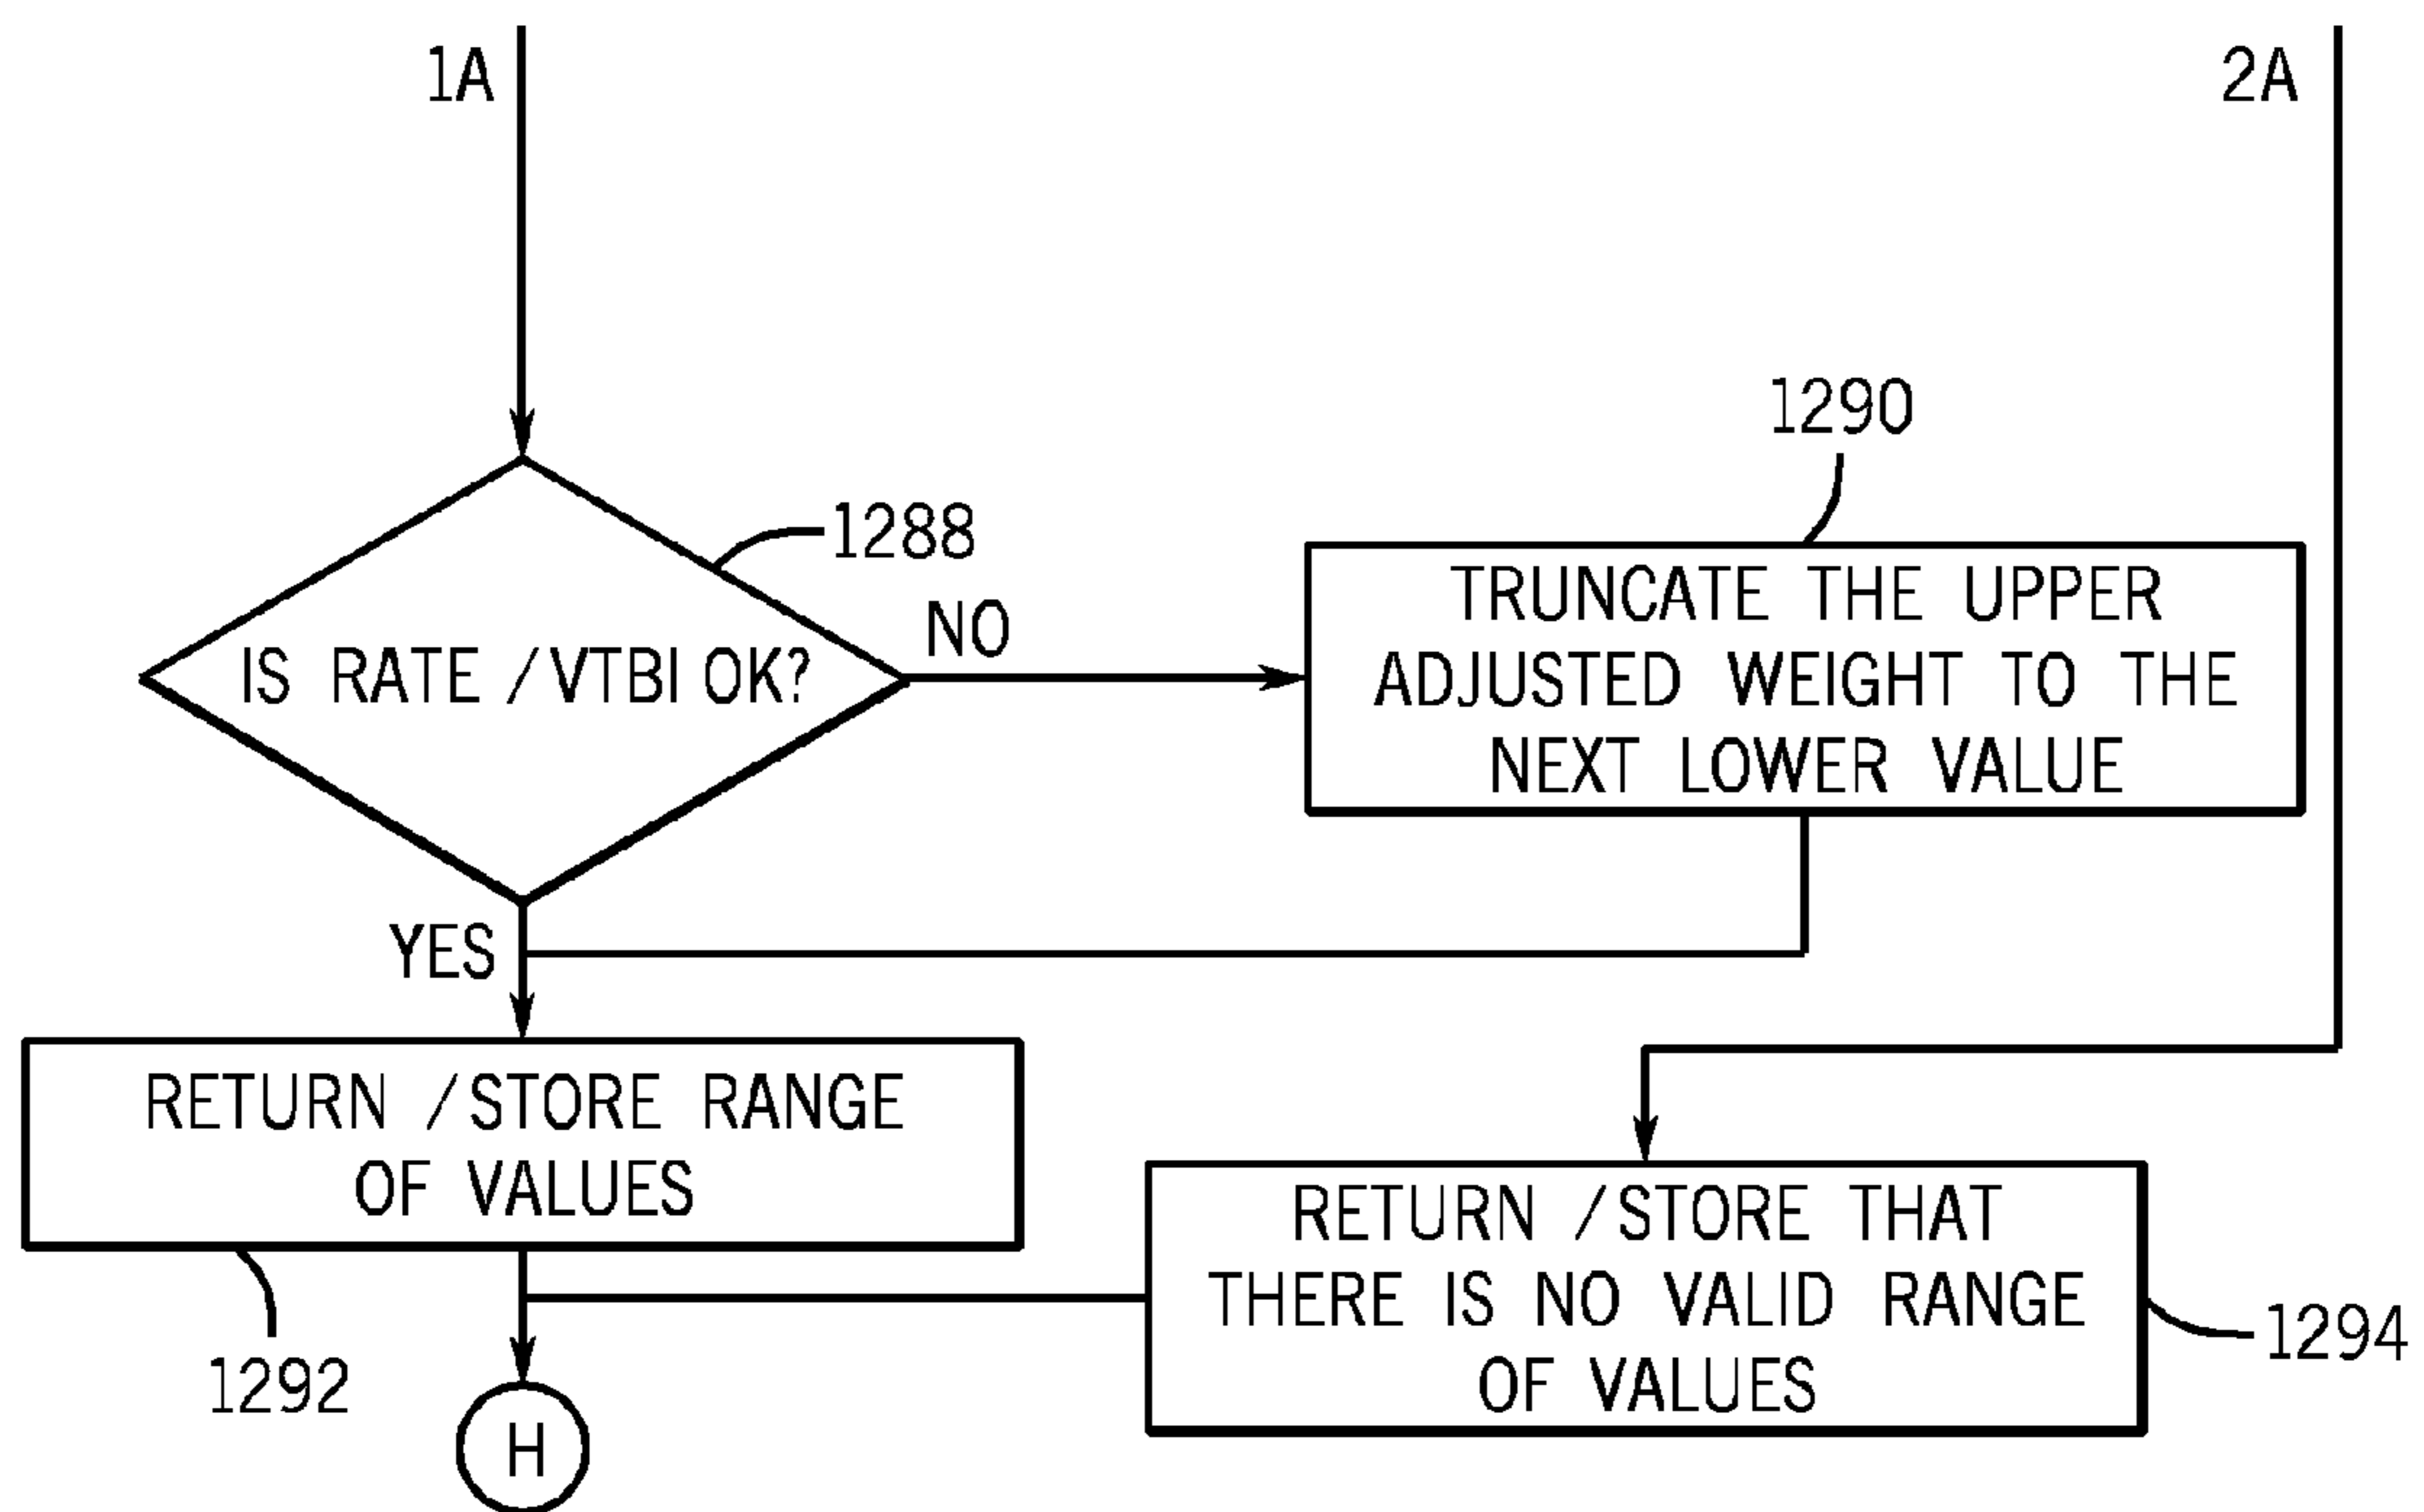 1A
2A
1290
1288
TRUNCATE THE UPPER
ADJUSTED WEIGHT TO THE
NEXT LOWER VALUE
NO
IS RATE /VTBI OK?
YES
RETURN /STORE RANGE
OF VALUES
RETURN /STORE THAT
THERE IS NO VALID RANGE
OF VALUES
1294
1292
H